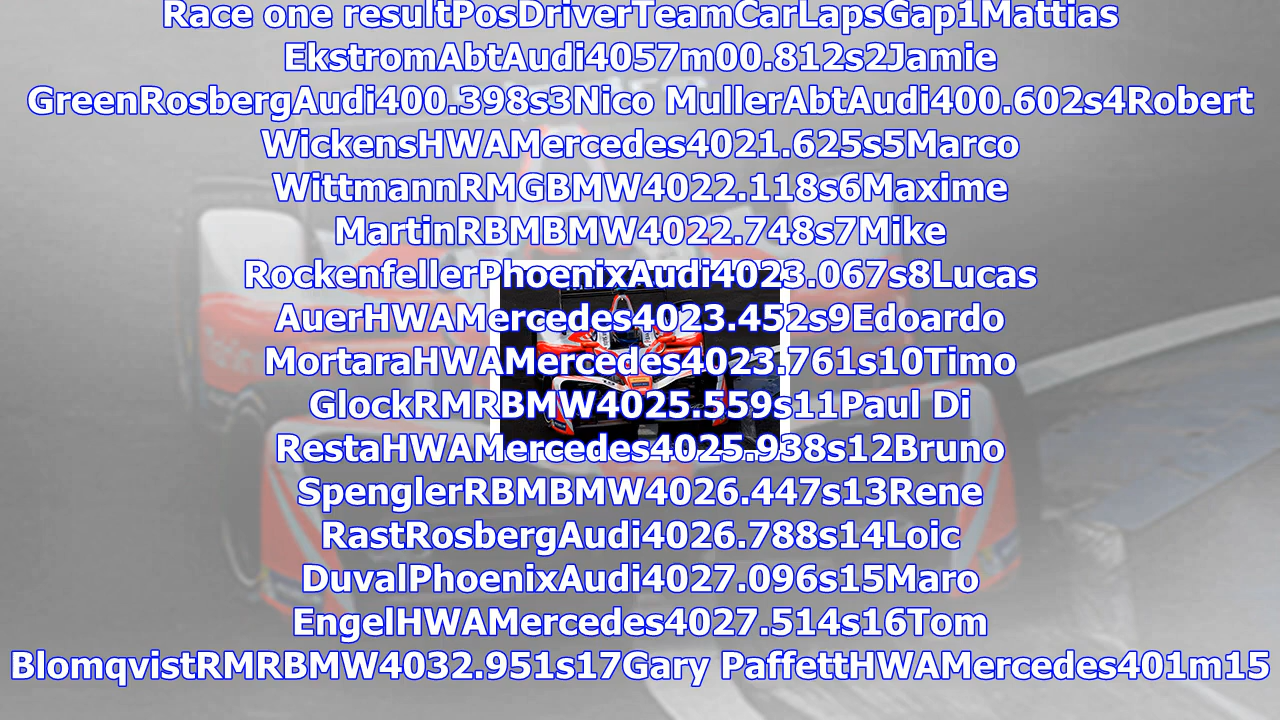 Race one resultPosDriverTeamCarLapsGap1Mattias
EkstromAbtAudi4057m00.812s2Jamie
GreenRosbergAudi400.398s3Nico MullerAbtAudi400.602s4Robert
WickensHWAMercedes4021.625s5Marco
WittmannRMGBMW4022.118s6Maxime
MartinRBMBMW4022.748s7Mike
RockenfellerPhoenixAudi4023.067s8Lucas
AuerHWAMercedes4023.452s9Edoardo
MortaraHWAMercedes4023.761s10Timo
GlockRMRBMW4025.559s11Paul Di
RestaHWAMercedes4025.938s12Bruno
SpenglerRBMBMW4026.447s13Rene
RastRosbergAudi4026.788s14Loic
DuvalPhoenixAudi4027.096s15Maro
EngelHWAMercedes4027.514s16Tom
BlomqvistRMRBMW4032.951s17Gary PaffettHWAMercedes401m15